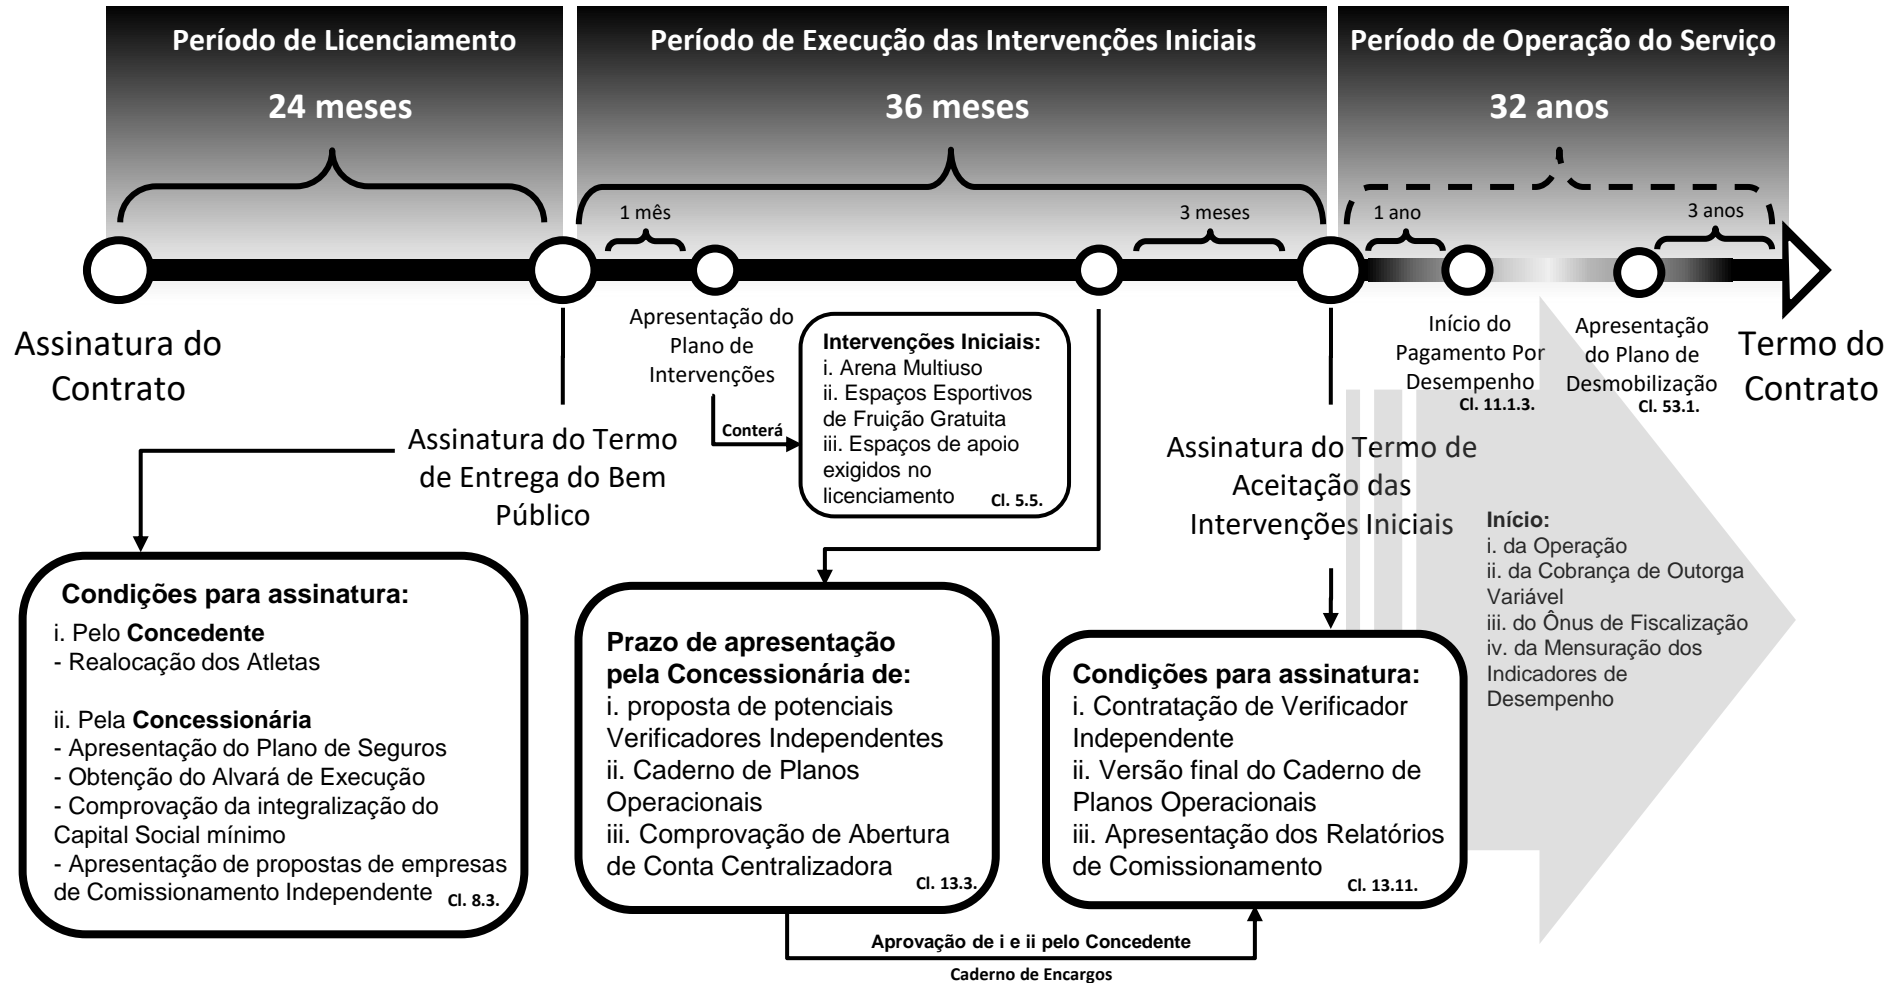 Período de Licenciamento
24 meses
Período de Execução das Intervenções Iniciais
36 meses
Período de Operação do Serviço
32 anos
1 mês
3 meses
1 ano
3 anos
Assinatura do
Contrato
Assinatura do Termo
de Entrega do Bem
Público
Apresentação do
Plano de
Intervenções
Conterá
Intervenções Iniciais:
i. Arena Multiuso
ii. Espaços Esportivos
de Fruição Gratuita
iii. Espaços de apoio
exigidos no
licenciamento
Cl. 5.5.
Assinatura do Termo de
Aceitação das
Intervenções Iniciais
Início do
Pagamento Por
Desempenho
Cl. 11.1.3.
Apresentação
do Plano de
Desmobilização
Cl. 53.1.
Termo do
Contrato
Condições para assinatura:
i. Pelo Concedente
- Realocação dos Atletas
ii. Pela Concessionária
- Apresentação do Plano de Seguros
- Obtenção do Alvará de Execução
- Comprovação da integralização do
Capital Social mínimo
- Apresentação de propostas de empresas
de Comissionamento Independente
Cl. 8.3.
Prazo de apresentação
pela Concessionária de:
i. proposta de potenciais
Verificadores Independentes
ii. Caderno de Planos
Operacionais
iii. Comprovação de Abertura
de Conta Centralizadora
Cl. 13.3.
Condições para assinatura:
i. Contratação de Verificador
Independente
ii. Versão final do Caderno de
Planos Operacionais
iii. Apresentação dos Relatórios
de Comissionamento
Cl. 13.11.
Início:
i. da Operação
ii. da Cobrança de Outorga
Variável
iii. do Ônus de Fiscalização
iv. da Mensuração dos
Indicadores de
Desempenho
Aprovação de i e ii pelo Concedente
Caderno de Encargos